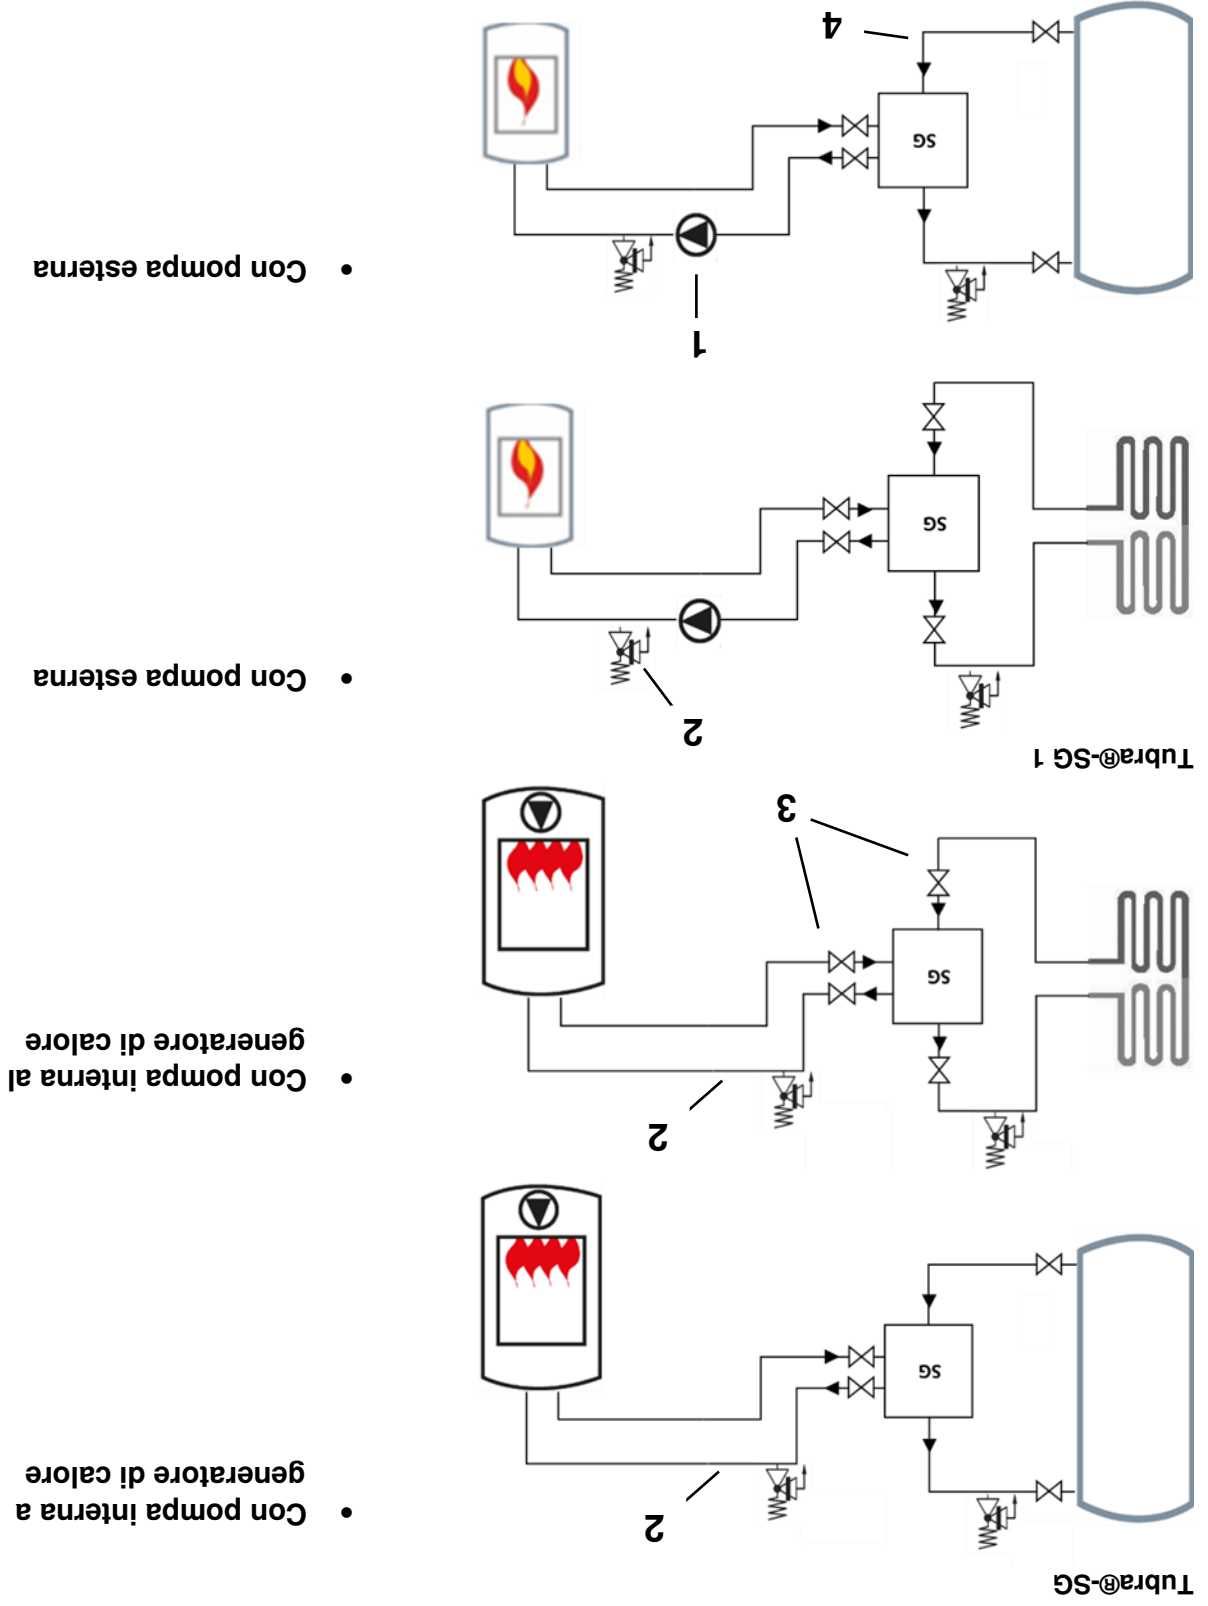 Tubra®-SG
2
• Con pompa interna a
generatore di calore
SG
2
• Con pompa interna al
generatore di calore
SG
3
Tubra®-SG 1
2
• Con pompa esterna
SG
1
• Con pompa esterna
SG
4